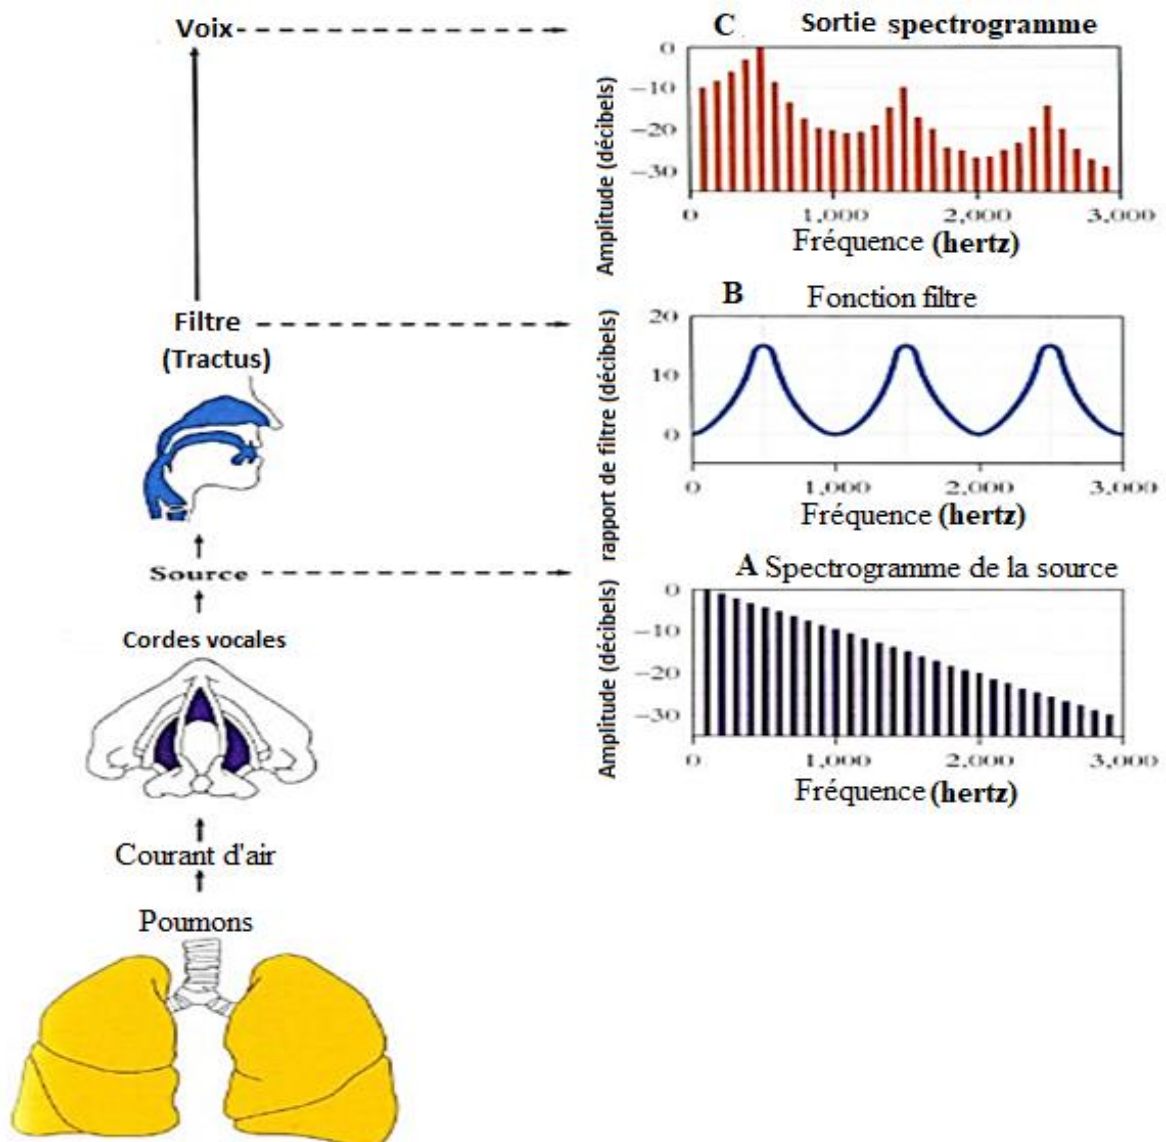 Voix
C Sortie spectrogramme
Amplitude (décibels)
0
−10
−20
−30
0 1,000 2,000 3,000
Fréquence (hertz)
Filtre
(Tractus)
B Fonction filtre
rapport de filtre (décibels)
20
10
0
0 1,000 2,000 3,000
Fréquence (hertz)
Source
A Spectrogramme de la source
Amplitude (décibels)
0
−10
−20
−30
0 1,000 2,000 3,000
Fréquence (hertz)
Cordes vocales
Courant d'air
Poumons